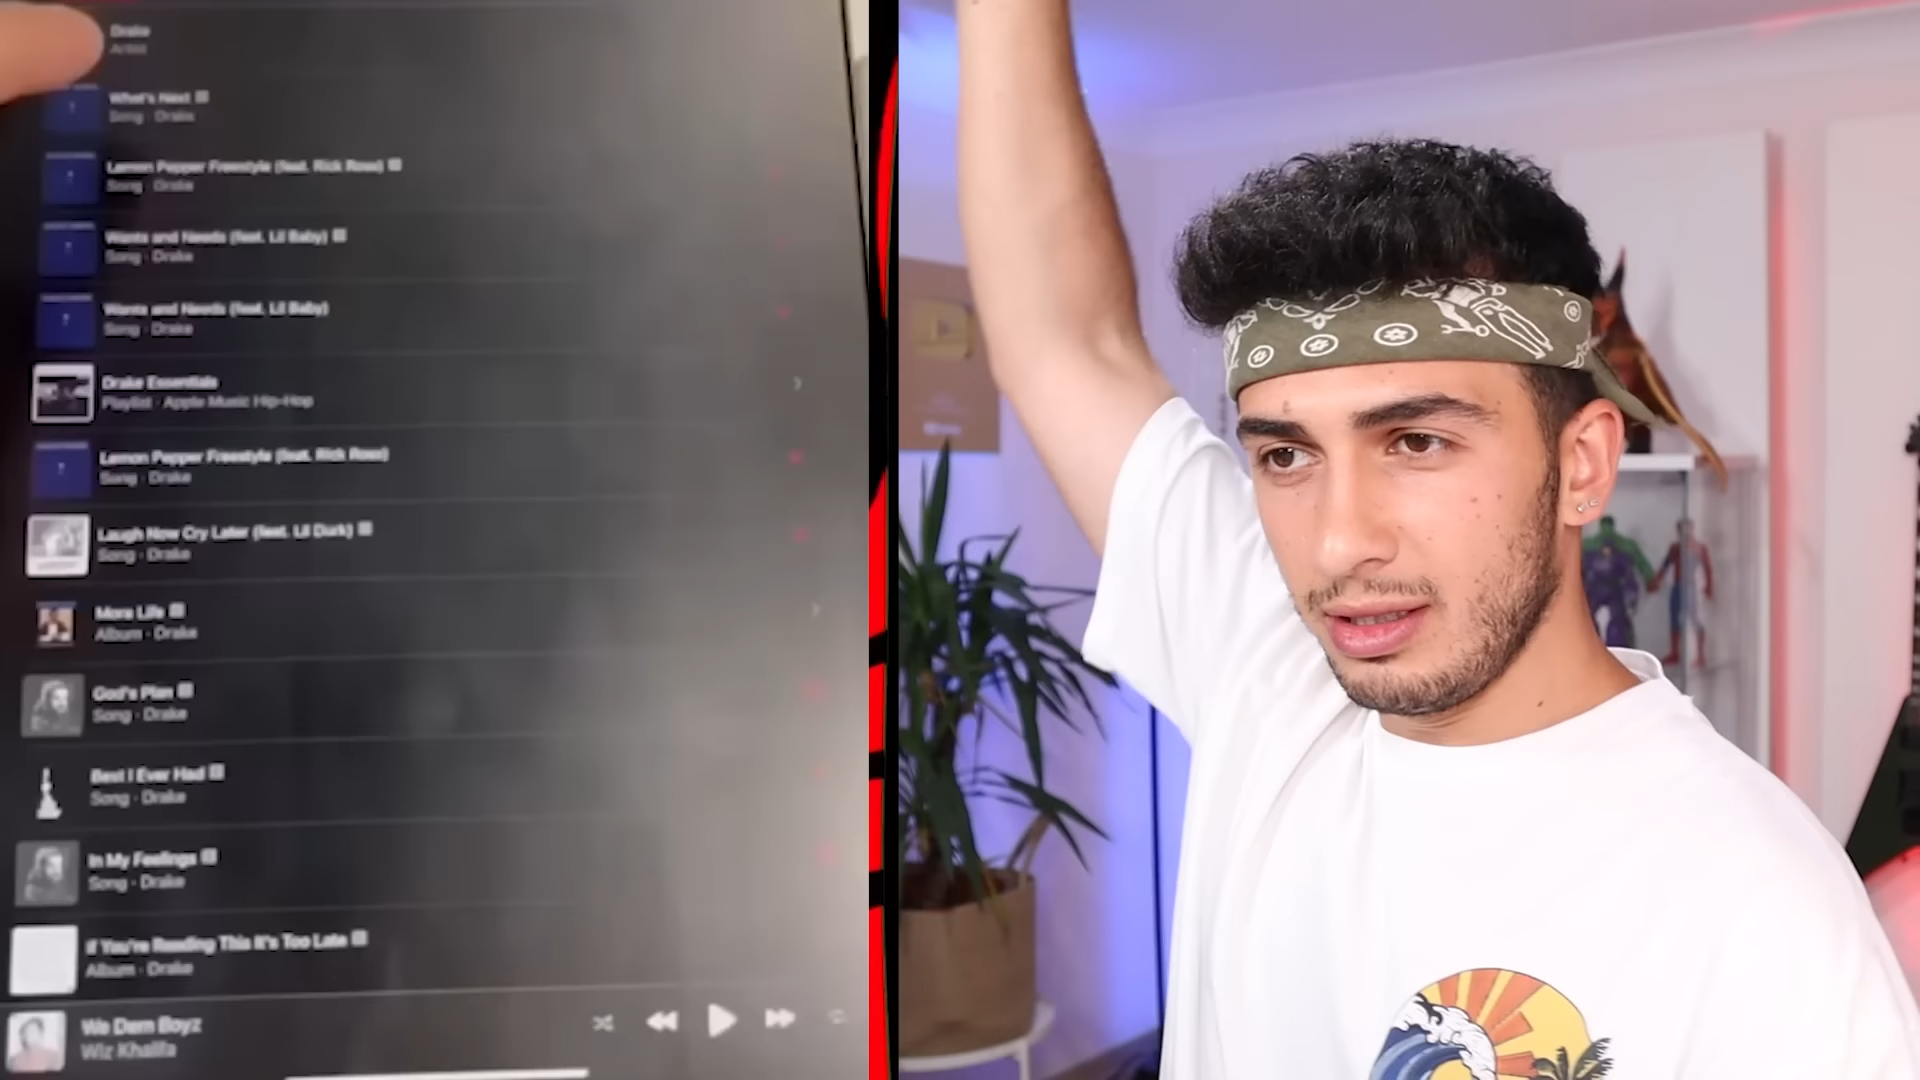 Drake
Artist
What's Next E
Song · Drake
Lemon Pepper Freestyle (feat. Rick Ross) E
Song · Drake
Wants and Needs (feat. Lil Baby) E
Song · Drake
Wants and Needs (feat. Lil Baby)
Song · Drake
Drake Essentials
Playlist · Apple Music Hip-Hop
Lemon Pepper Freestyle (feat. Rick Ross)
Song · Drake
Laugh Now Cry Later (feat. Lil Durk) E
Song · Drake
More Life E
Album · Drake
God's Plan E
Song · Drake
Best I Ever Had E
Song · Drake
In My Feelings E
Song · Drake
If You're Reading This It's Too Late E
Album · Drake
We Dem Boyz
Wiz Khalifa